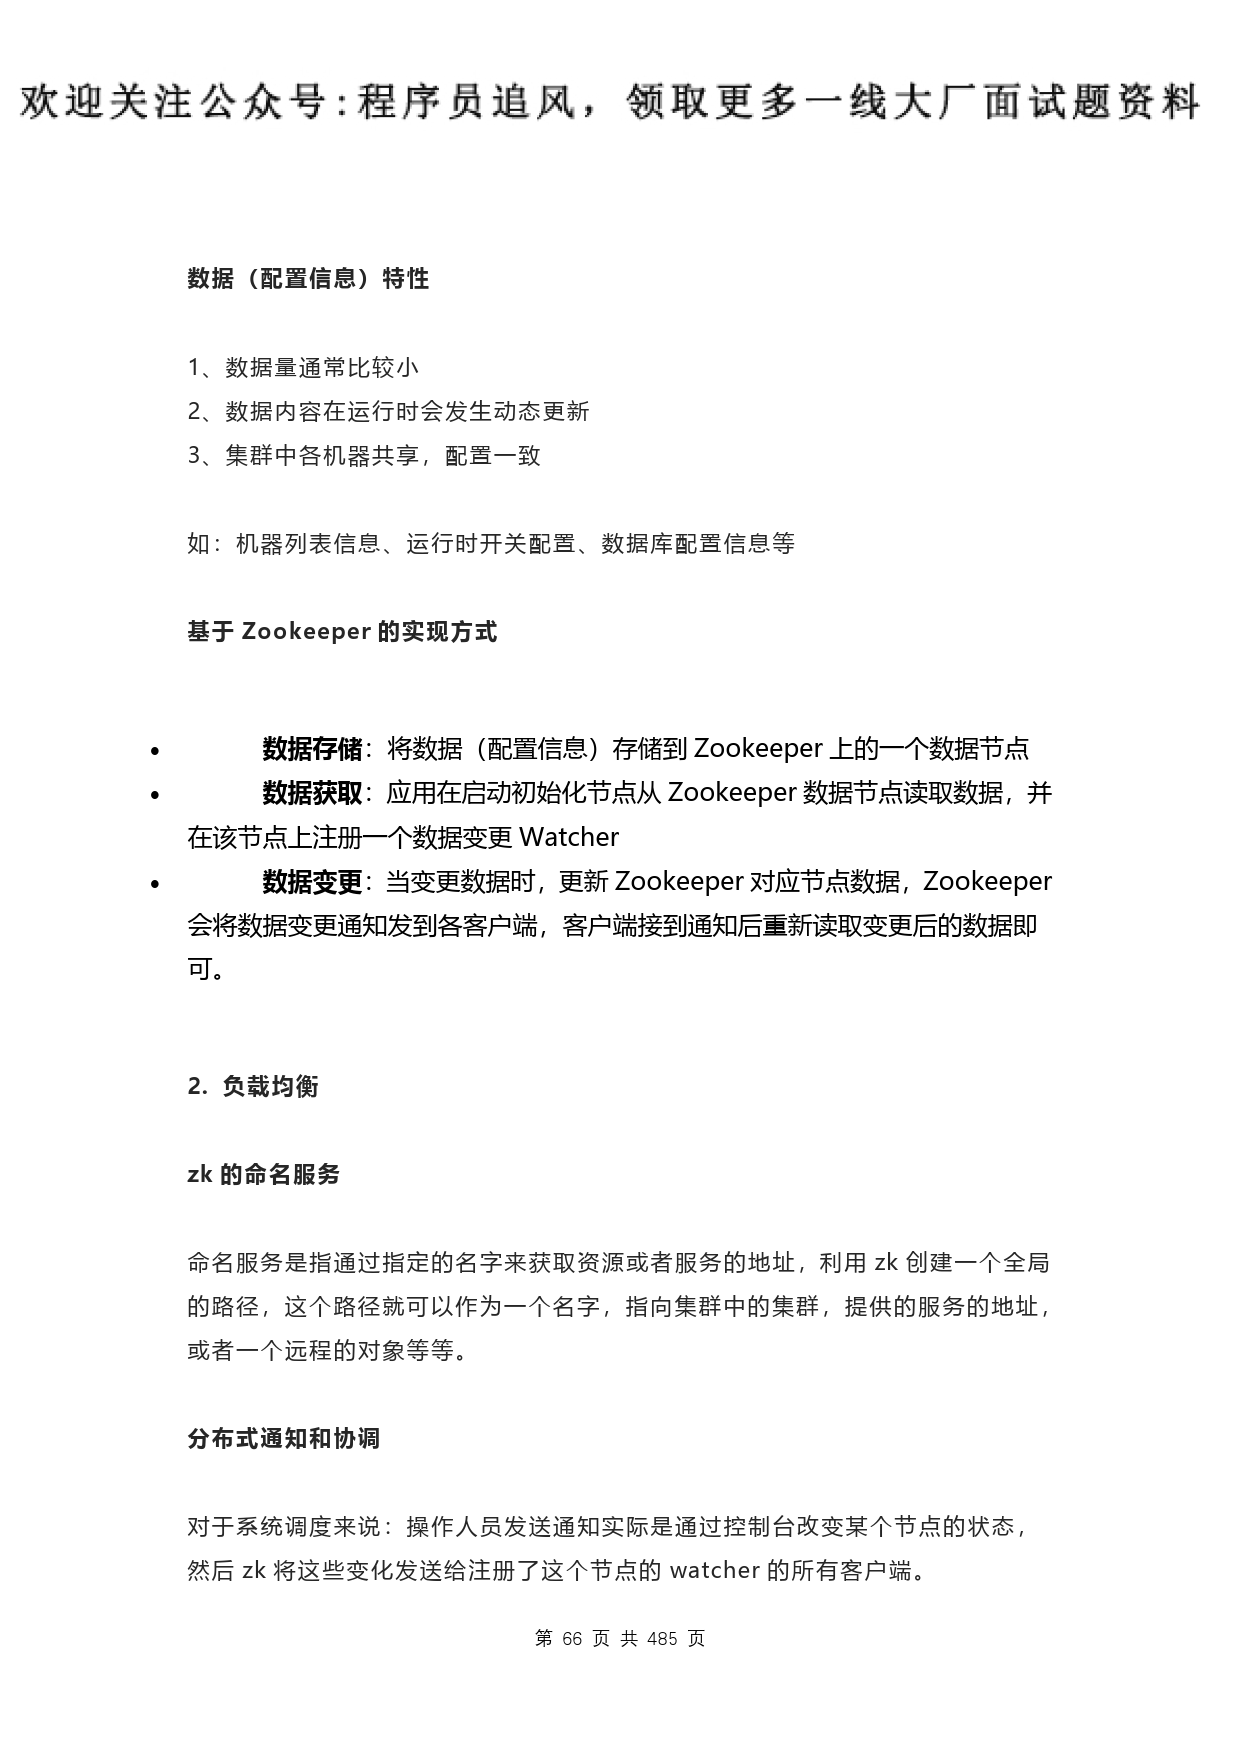 欢迎关注公众号:程序员追风，领取更多一线大厂面试题资料
数据（配置信息）特性
1、数据量通常比较小
2、数据内容在运行时会发生动态更新
3、集群中各机器共享，配置一致
如：机器列表信息、运行时开关配置、数据库配置信息等
基于 Zookeeper 的实现方式
• 数据存储：将数据（配置信息）存储到 Zookeeper 上的一个数据节点
• 数据获取：应用在启动初始化节点从 Zookeeper 数据节点读取数据，并
在该节点上注册一个数据变更 Watcher
• 数据变更：当变更数据时，更新 Zookeeper 对应节点数据，Zookeeper
会将数据变更通知发到各客户端，客户端接到通知后重新读取变更后的数据即
可。
2. 负载均衡
zk 的命名服务
命名服务是指通过指定的名字来获取资源或者服务的地址，利用 zk 创建一个全局
的路径，这个路径就可以作为一个名字，指向集群中的集群，提供的服务的地址，
或者一个远程的对象等等。
分布式通知和协调
对于系统调度来说：操作人员发送通知实际是通过控制台改变某个节点的状态，
然后 zk 将这些变化发送给注册了这个节点的 watcher 的所有客户端。
第 66 页 共 485 页